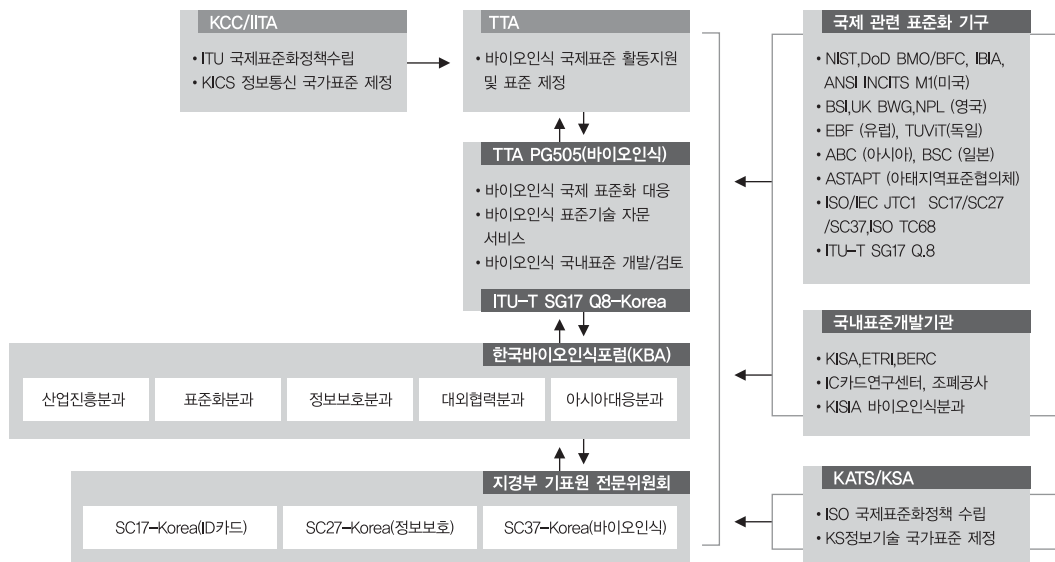 KCC/IITA
• ITU 국제표준화정책수립
• KICS 정보통신 국가표준 제정
TTA
• 바이오인식 국제표준 활동지원
및 표준 제정
TTA PG505(바이오인식)
• 바이오인식 국제 표준화 대응
• 바이오인식 표준기술 자문
서비스
• 바이오인식 국내표준 개발/검토
ITU-T SG17 Q8-Korea
한국바이오인식포럼(KBA)
산업진흥분과
표준화분과
정보보호분과
대외협력분과
아시아대응분과
지경부 기표원 전문위원회
SC17-Korea(ID카드)
SC27-Korea(정보보호)
SC37-Korea(바이오인식)
국제 관련 표준화 기구
• NIST,DoD BMO/BFC, IBIA,
ANSI INCITS M1(미국)
• BSI,UK BWG,NPL (영국)
• EBF (유럽), TUViT(독일)
• ABC (아시아), BSC (일본)
• ASTAPT (아태지역표준협의체)
• ISO/IEC JTC1 SC17/SC27
/SC37,ISO TC68
• ITU-T SG17 Q.8
국내표준개발기관
• KISA,ETRI,BERC
• IC카드연구센터, 조폐공사
• KISIA 바이오인식분과
KATS/KSA
• ISO 국제표준화정책 수립
• KS정보기술 국가표준 제정